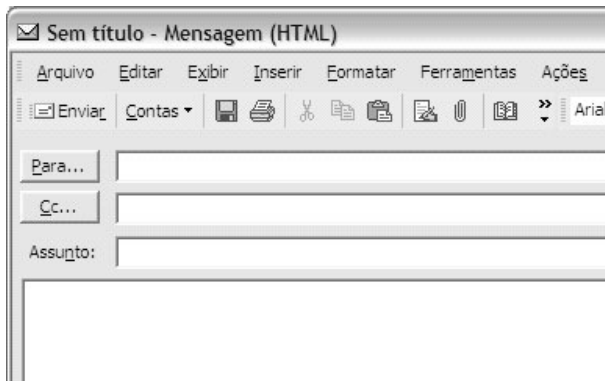 Sem título - Mensagem (HTML)
Arquivo Editar Exibir Inserir Formatar Ferramentas Ações
Enviar Contas Arial
Para...
Cc...
Assunto: